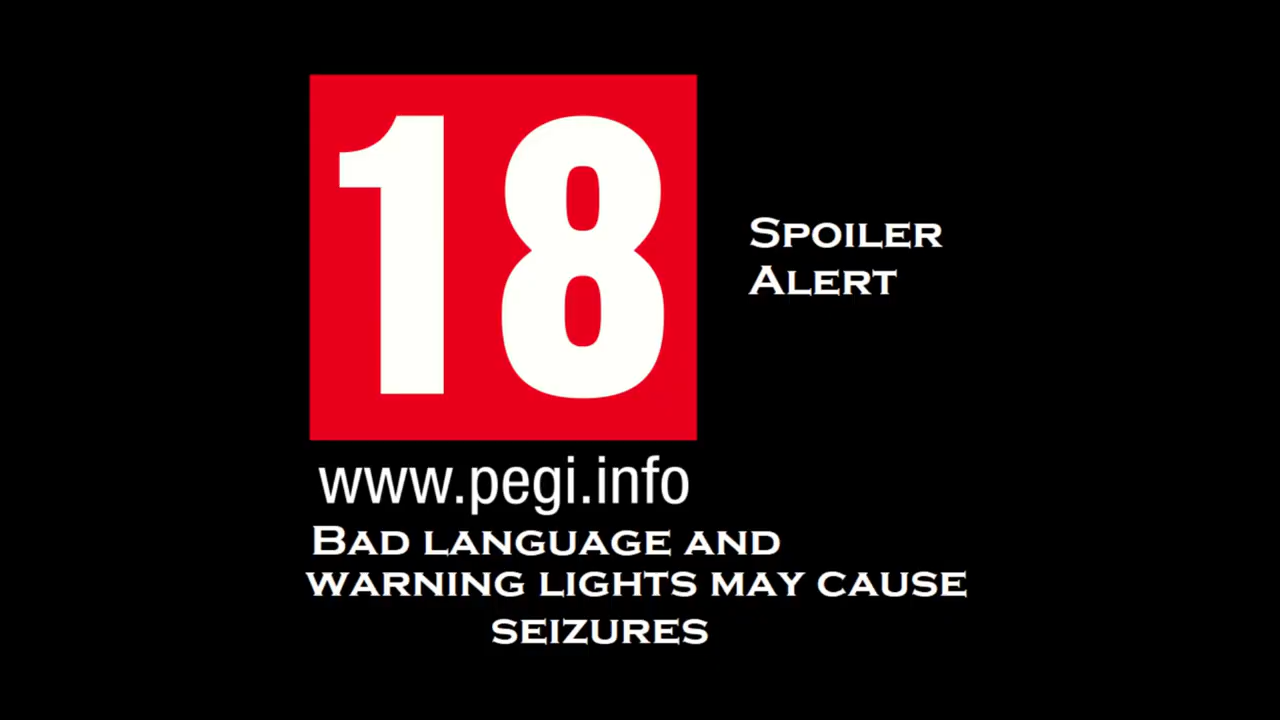 18
Spoiler
Alert
www.pegi.info
Bad language and
warning lights may cause
seizures